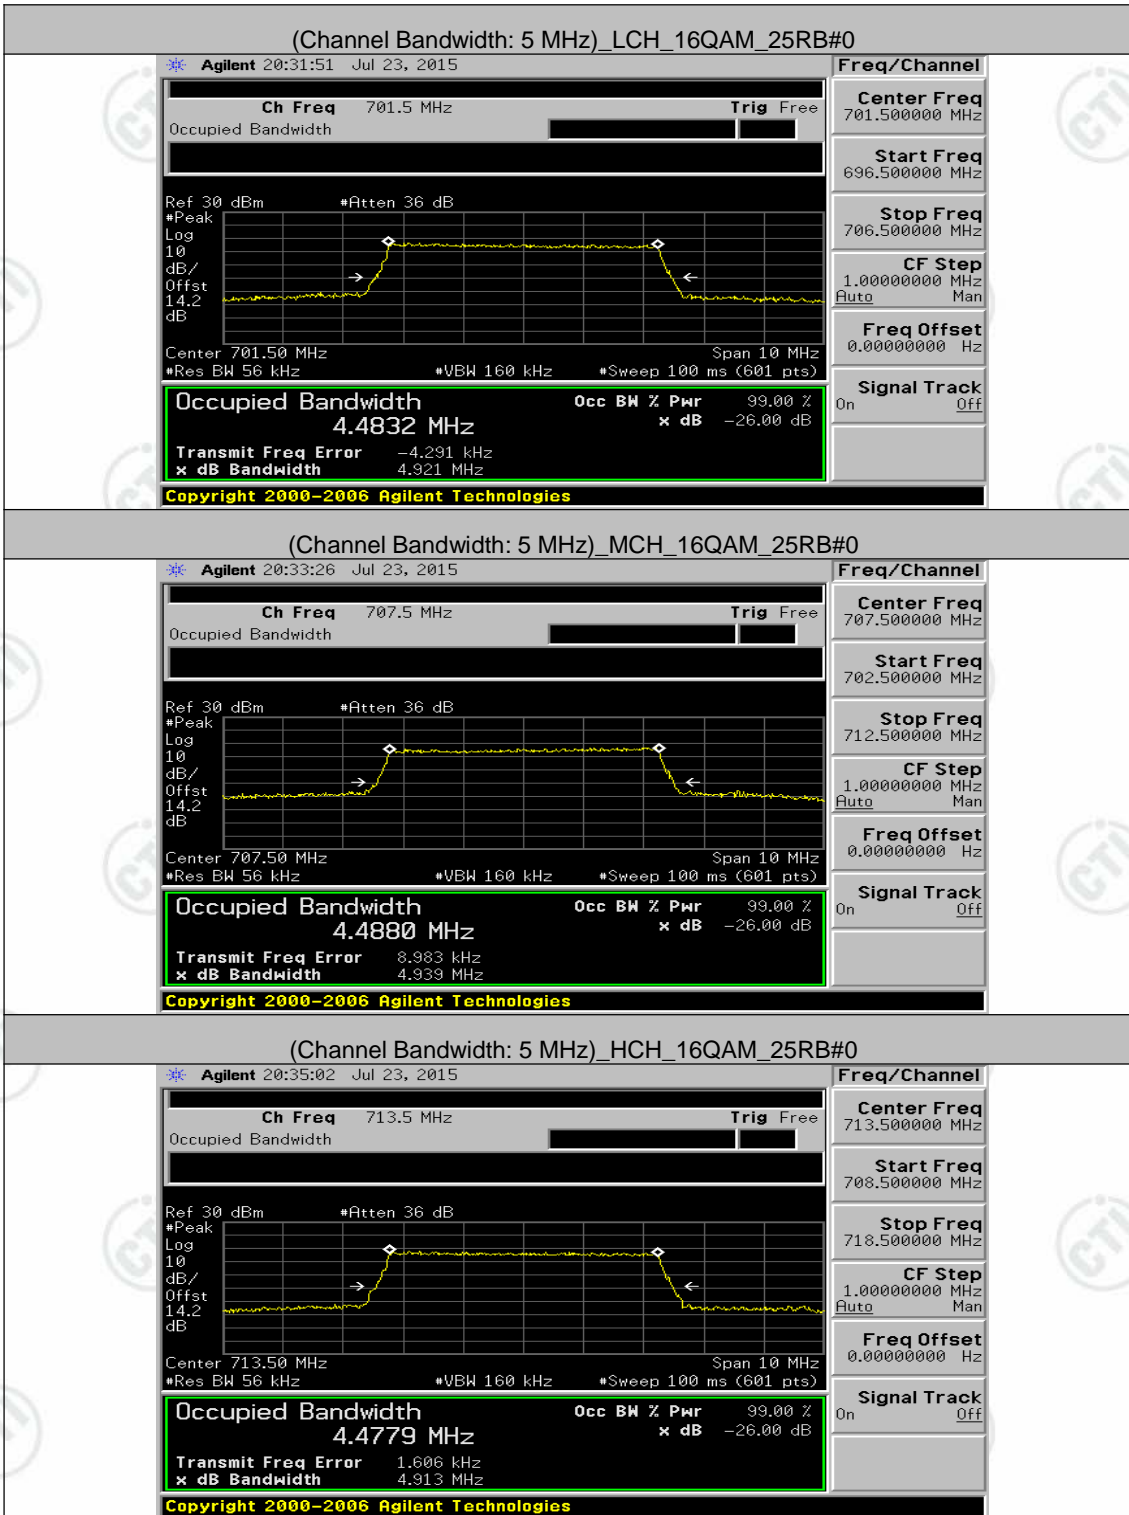 (Channel Bandwidth: 5 MHz)_LCH_16QAM_25RB#0
Agilent 20:31:51 Jul 23, 2015
Freq/Channel
Ch Freq 701.5 MHz Trig Free
Occupied Bandwidth
Center Freq
701.500000 MHz
Start Freq
696.500000 MHz
Stop Freq
706.500000 MHz
CF Step
1.00000000 MHz
Auto Man
Freq Offset
0.00000000 Hz
Signal Track
On Off
Ref 30 dBm #Atten 36 dB
#Peak
Log
10
dB/
Offst
14.2
dB
Center 701.50 MHz Span 10 MHz
#Res BW 56 kHz #VBW 160 kHz #Sweep 100 ms (601 pts)
Occupied Bandwidth Occ BW % Pwr 99.00 %
4.4832 MHz x dB -26.00 dB
Transmit Freq Error -4.291 kHz
x dB Bandwidth 4.921 MHz
Copyright 2000-2006 Agilent Technologies
(Channel Bandwidth: 5 MHz)_MCH_16QAM_25RB#0
Agilent 20:33:26 Jul 23, 2015
Freq/Channel
Ch Freq 707.5 MHz Trig Free
Occupied Bandwidth
Center Freq
707.500000 MHz
Start Freq
702.500000 MHz
Stop Freq
712.500000 MHz
CF Step
1.00000000 MHz
Auto Man
Freq Offset
0.00000000 Hz
Signal Track
On Off
Ref 30 dBm #Atten 36 dB
#Peak
Log
10
dB/
Offst
14.2
dB
Center 707.50 MHz Span 10 MHz
#Res BW 56 kHz #VBW 160 kHz #Sweep 100 ms (601 pts)
Occupied Bandwidth Occ BW % Pwr 99.00 %
4.4880 MHz x dB -26.00 dB
Transmit Freq Error 8.983 kHz
x dB Bandwidth 4.939 MHz
Copyright 2000-2006 Agilent Technologies
(Channel Bandwidth: 5 MHz)_HCH_16QAM_25RB#0
Agilent 20:35:02 Jul 23, 2015
Freq/Channel
Ch Freq 713.5 MHz Trig Free
Occupied Bandwidth
Center Freq
713.500000 MHz
Start Freq
708.500000 MHz
Stop Freq
718.500000 MHz
CF Step
1.00000000 MHz
Auto Man
Freq Offset
0.00000000 Hz
Signal Track
On Off
Ref 30 dBm #Atten 36 dB
#Peak
Log
10
dB/
Offst
14.2
dB
Center 713.50 MHz Span 10 MHz
#Res BW 56 kHz #VBW 160 kHz #Sweep 100 ms (601 pts)
Occupied Bandwidth Occ BW % Pwr 99.00 %
4.4779 MHz x dB -26.00 dB
Transmit Freq Error 1.606 kHz
x dB Bandwidth 4.913 MHz
Copyright 2000-2006 Agilent Technologies
CTI
CTI
CTI
CTI
CTI
CTI
CTI
CTI